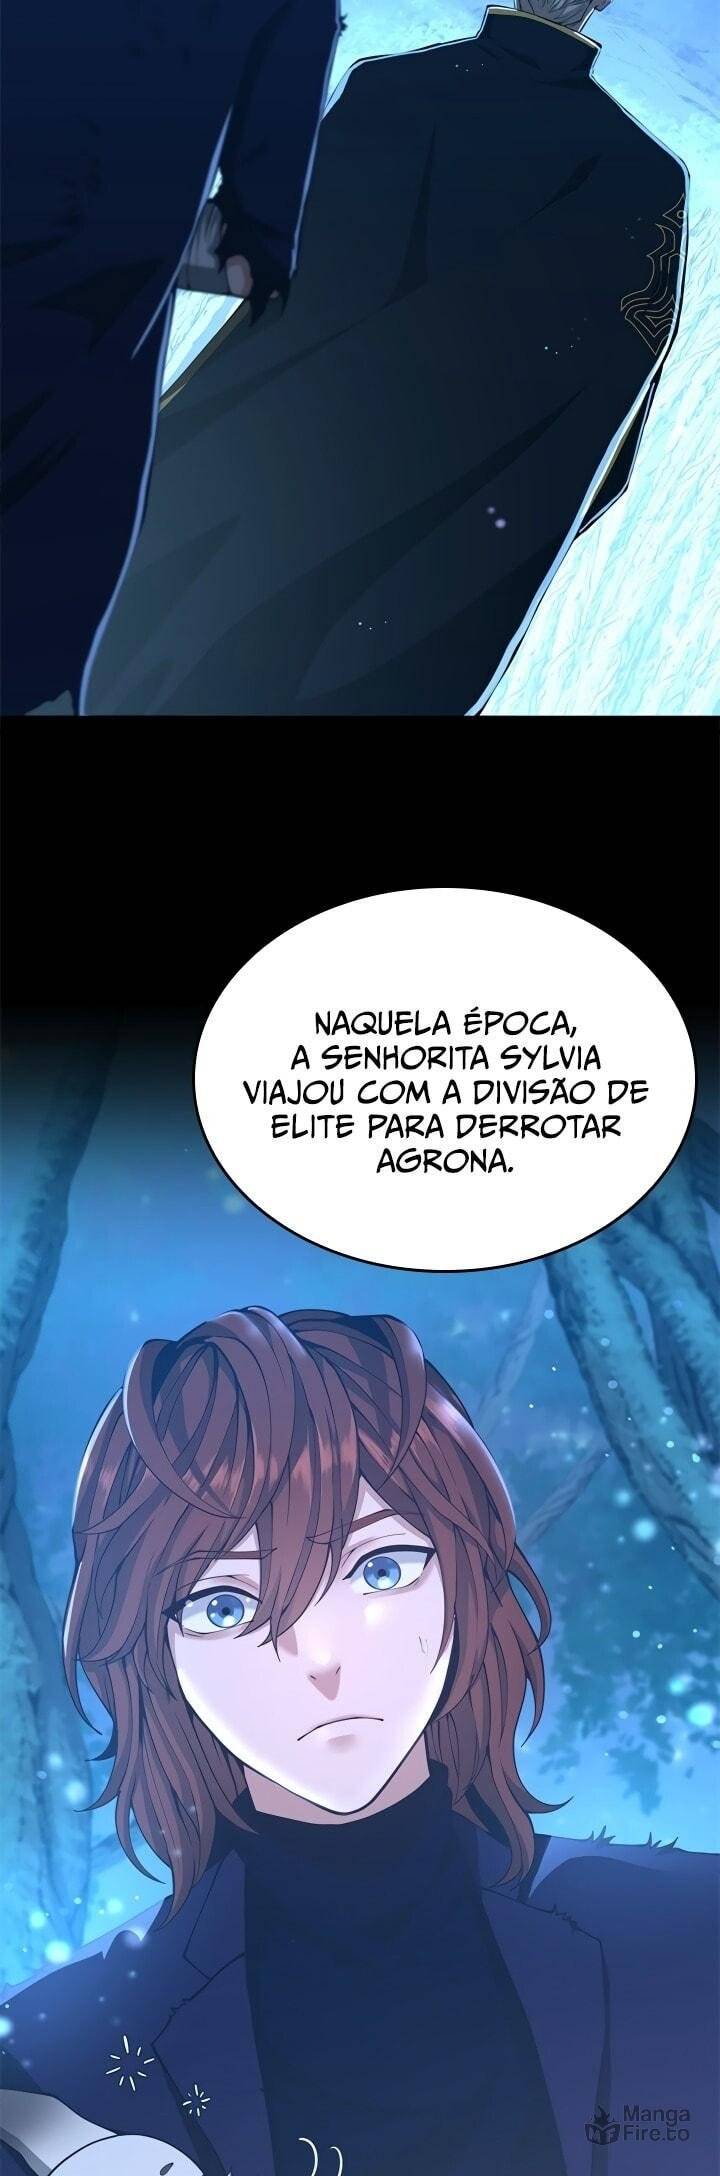 NAQUELA ÉPOCA,
A SENHORITA SYLVIA
VIAJOU COM A DIVISÃO DE
ELITE PARA DERROTAR
AGRONA.
Manga
Fire.to